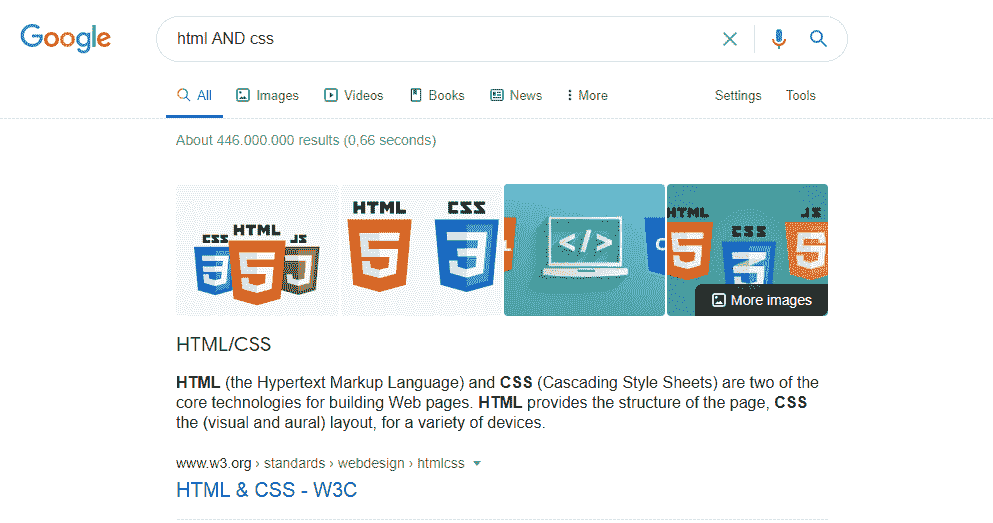 Google
html AND css
All Images Videos Books News More Settings Tools
About 446.000.000 results (0,66 seconds)
CSS HTML JS
HTML CSS
</>
HTML CSS JS
More images
HTML/CSS
HTML (the Hypertext Markup Language) and CSS (Cascading Style Sheets) are two of the
core technologies for building Web pages. HTML provides the structure of the page, CSS
the (visual and aural) layout, for a variety of devices.
www.w3.org › standards › webdesign › htmlcss
HTML & CSS - W3C